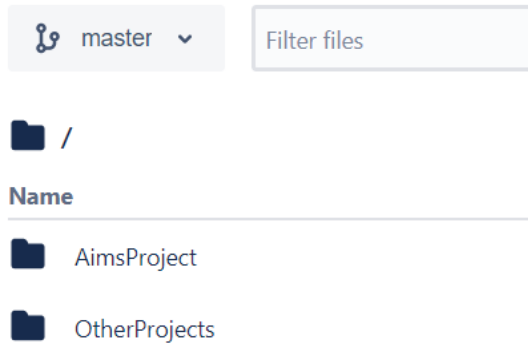 master Filter files
/
Name
AimsProject
OtherProjects